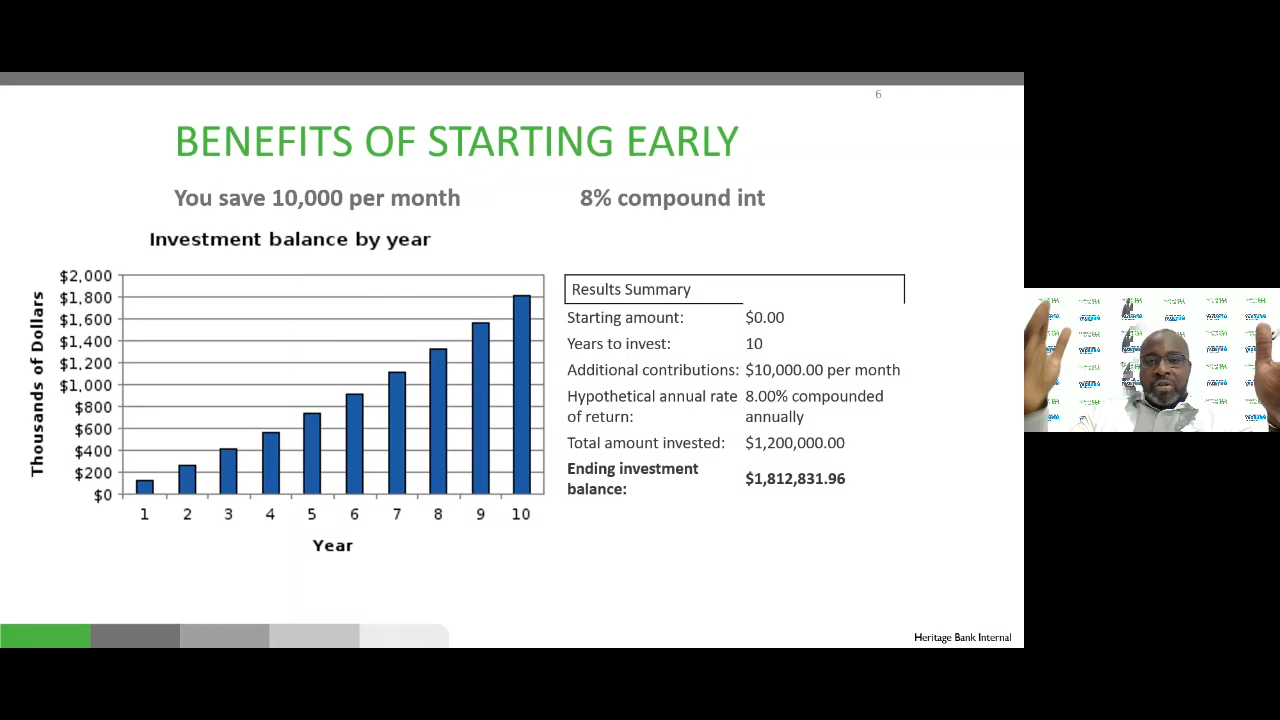 6
BENEFITS OF STARTING EARLY
You save 10,000 per month 8% compound int
Investment balance by year
Thousands of Dollars
$2,000
$1,800
$1,600
$1,400
$1,200
$1,000
$800
$600
$400
$200
$0
1 2 3 4 5 6 7 8 9 10
Year
Results Summary
Starting amount: $0.00
Years to invest: 10
Additional contributions: $10,000.00 per month
Hypothetical annual rate 8.00% compounded
of return: annually
Total amount invested: $1,200,000.00
Ending investment
balance: $1,812,831.96
Heritage Bank Internal